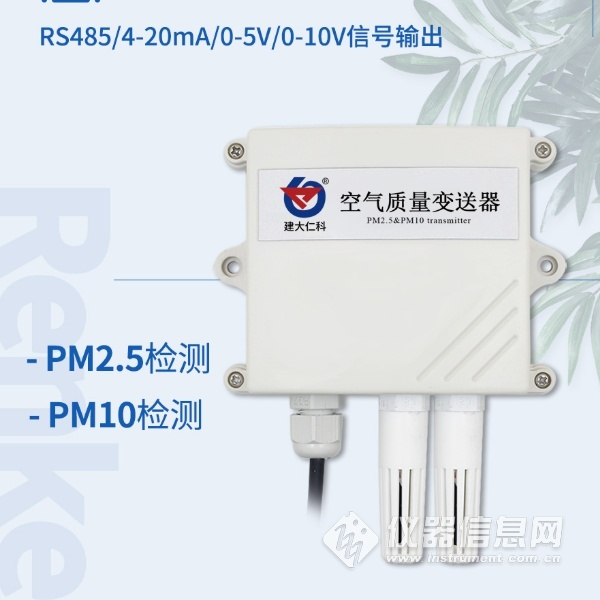 RS485/4-20mA/0-5V/0-10V信号输出
®
空气质量变送器
PM2.5&PM10 transmitter
建大仁科
- PM2.5检测
- PM10检测
Renke
仪器信息网
www.instrument.com.cn